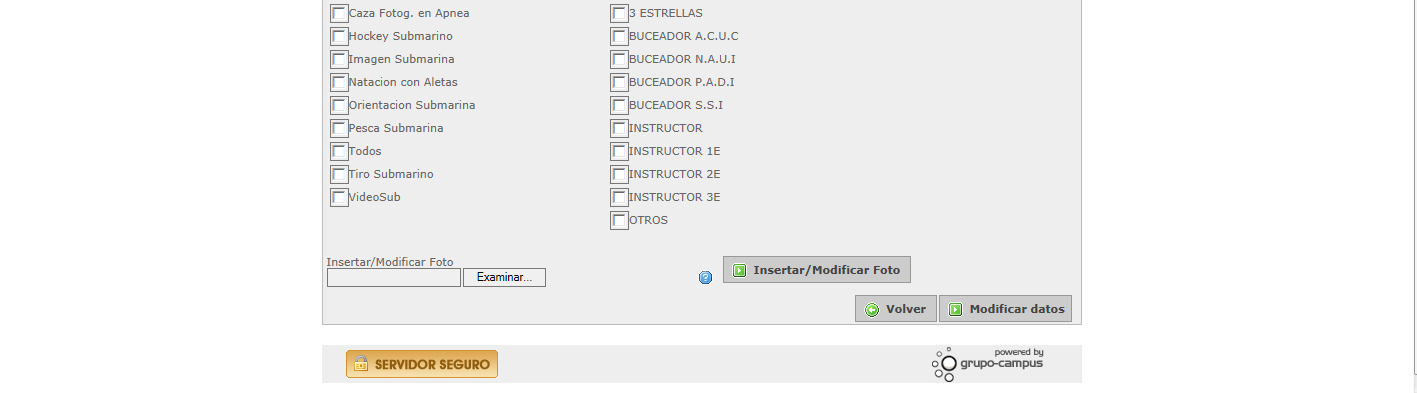 Caza Fotog. en Apnea
Hockey Submarino
Imagen Submarina
Natacion con Aletas
Orientacion Submarina
Pesca Submarina
Todos
Tiro Submarino
VideoSub
3 ESTRELLAS
BUCEADOR A.C.U.C
BUCEADOR N.A.U.I
BUCEADOR P.A.D.I
BUCEADOR S.S.I
INSTRUCTOR
INSTRUCTOR 1E
INSTRUCTOR 2E
INSTRUCTOR 3E
OTROS
Insertar/Modificar Foto
Examinar...
?
Insertar/Modificar Foto
Volver
Modificar datos
SERVIDOR SEGURO
powered by
grupo-campus